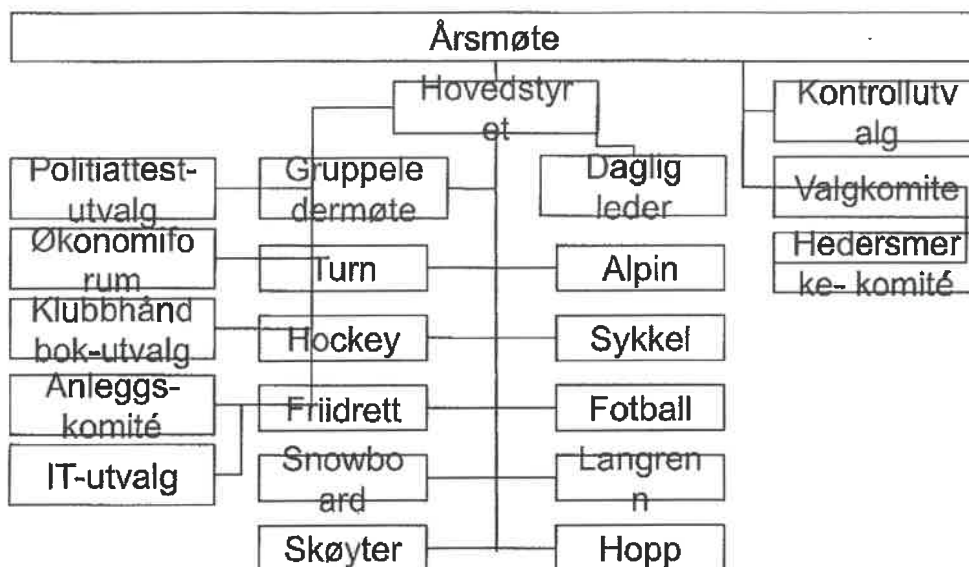 Årsmøte
Hovedstyr
et
Kontrollutv
alg
Politiattest-
utvalg
Gruppele
dermøte
Daglig
leder
Valgkomite
Økonomifo
rum
Turn
Alpin
Hedersmer
ke- komité
Klubbhånd
bok-utvalg
Hockey
Sykkel
Anleggs-
komité
Friidrett
Fotball
IT-utvalg
Snowbo
ard
Langren
n
Skøyter
Hopp